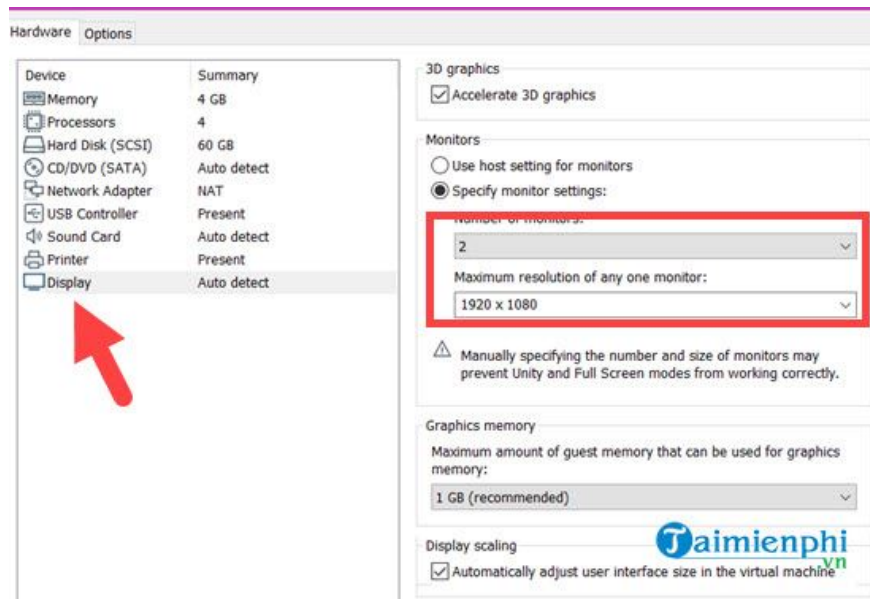 Hardware Options
Device Summary
Memory 4 GB
Processors 4
Hard Disk (SCSI) 60 GB
CD/DVD (SATA) Auto detect
Network Adapter NAT
USB Controller Present
Sound Card Auto detect
Printer Present
Display Auto detect
3D graphics
Accelerate 3D graphics
Monitors
Use host setting for monitors
Specify monitor settings:
Number of monitors:
2
Maximum resolution of any one monitor:
1920 x 1080
Manually specifying the number and size of monitors may
prevent Unity and Full Screen modes from working correctly.
Graphics memory
Maximum amount of guest memory that can be used for graphics
memory:
1 GB (recommended)
Display scaling
Automatically adjust user interface size in the virtual machine
Taimienphi
.vn